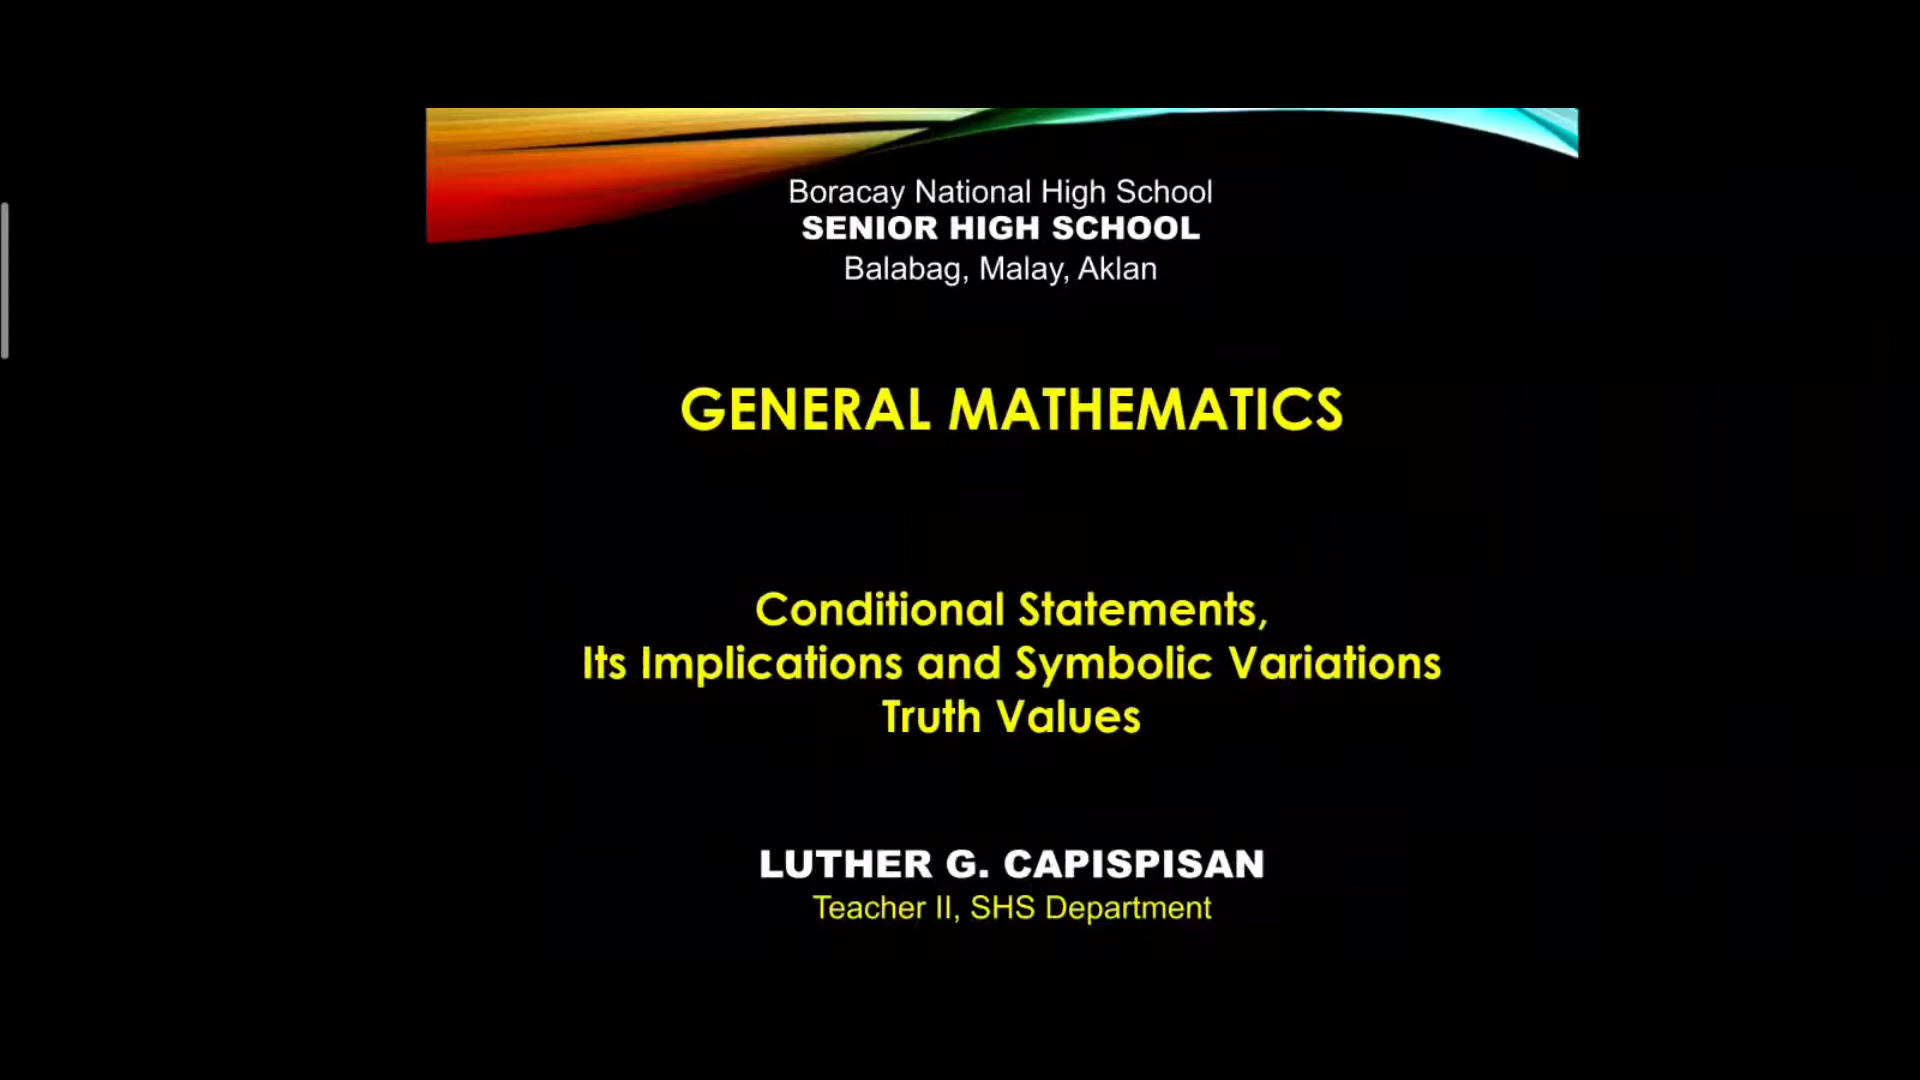 Boracay National High School
SENIOR HIGH SCHOOL
Balabag, Malay, Aklan
GENERAL MATHEMATICS
Conditional Statements,
Its Implications and Symbolic Variations
Truth Values
LUTHER G. CAPISPISAN
Teacher II, SHS Department